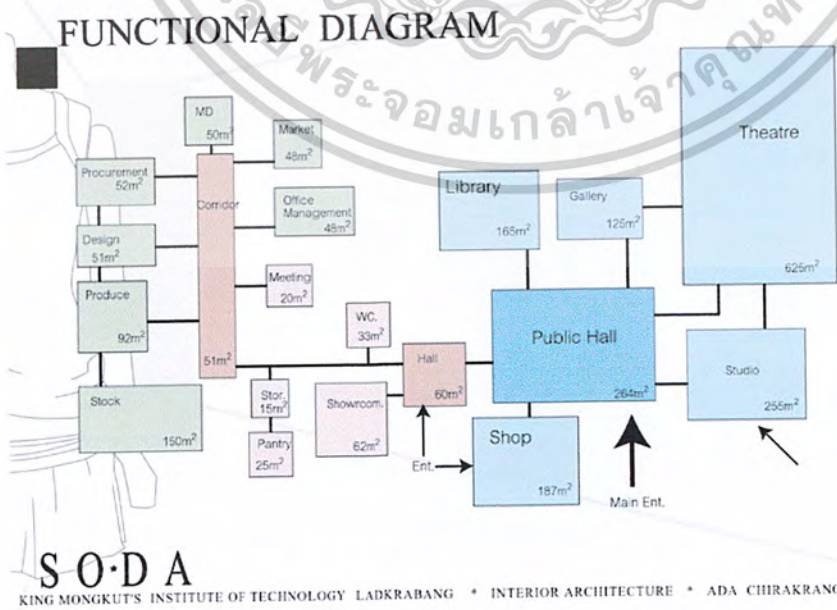 FUNCTIONAL DIAGRAM
พระจอมเกล้าเจ้าคุณท
MD
50m²
Market
48m²
Procurement
52m²
Corridor
51m²
Office
Management
48m²
Design
51m²
Meeting
20m²
Produce
92m²
WC.
33m²
Stock
150m²
Stor.
15m²
Pantry
25m²
Showroom.
62m²
Hall
60m²
Ent.
Library
165m²
Gallery
125m²
Theatre
625m²
Public Hall
264m²
Studio
255m²
Shop
187m²
Main Ent.
SO·DA
KING MONGKUT'S INSTITUTE OF TECHNOLOGY LADKRABANG * INTERIOR ARCHITECTURE * ADA CHIRAKRANO